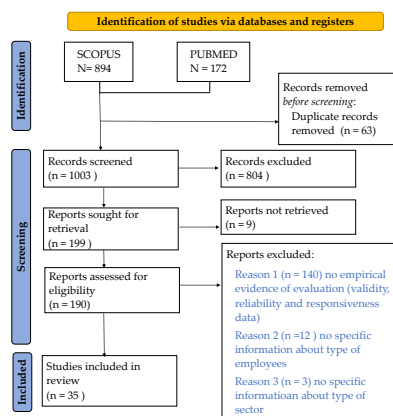 Identification of studies via databases and registers
Identification
SCOPUS
N= 894
PUBMED
N = 172
Records removed
before screening:
Duplicate records
removed (n = 63)
Screening
Records screened
(n = 1003 )
Records excluded
(n = 804 )
Reports sought for
retrieval
(n = 199 )
Reports not retrieved
(n = 9)
Reports assessed for
eligibility
(n = 190)
Reports excluded:
Reason 1 (n = 140) no empirical
evidence of evaluation (validity,
reliability and responsiveness
data)
Reason 2 (n =12 ) no specific
information about type of
employees
Reason 3 (n = 3) no specific
informatioan about type of
sector
Included
Studies included in
review
(n = 35 )